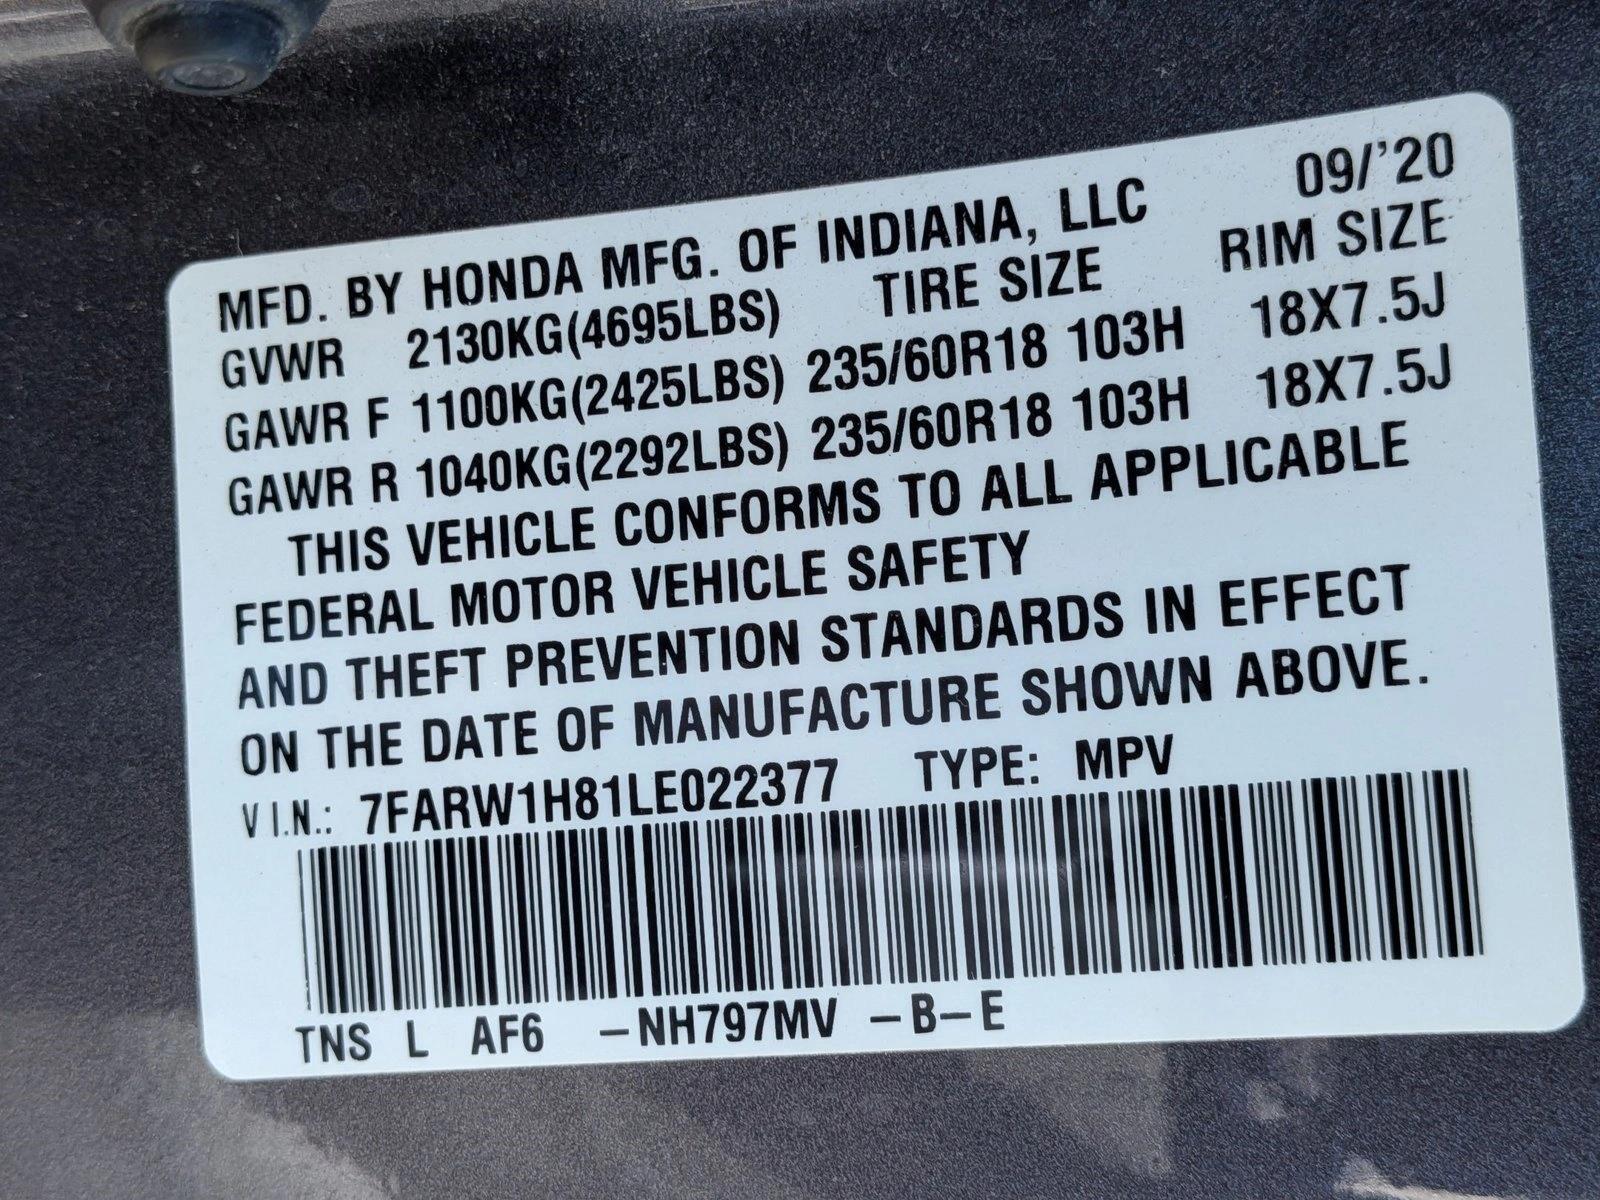 MFD. BY HONDA MFG. OF INDIANA, LLC 09/'20
GVWR 2130KG(4695LBS) TIRE SIZE RIM SIZE
GAWR F 1100KG(2425LBS) 235/60R18 103H 18X7.5J
GAWR R 1040KG(2292LBS) 235/60R18 103H 18X7.5J
THIS VEHICLE CONFORMS TO ALL APPLICABLE
FEDERAL MOTOR VEHICLE SAFETY
AND THEFT PREVENTION STANDARDS IN EFFECT
ON THE DATE OF MANUFACTURE SHOWN ABOVE.
V I.N.: 7FARW1H81LE022377 TYPE: MPV
TNS L AF6 –NH797MV –B–E